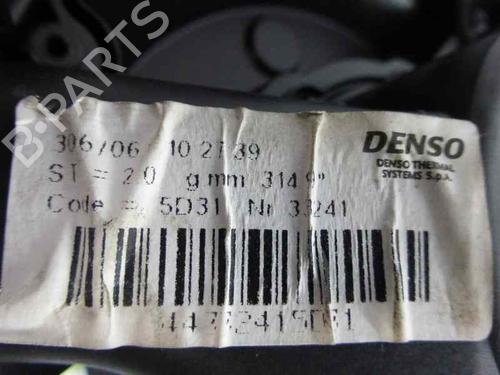 B-PARTS
306/06 10 27 39
DENSO
DENSO THERMAL
SYSTEMS S.p.A.
ST = 2.0 gmm 314 9"
Code = 5D31 Nr 33241